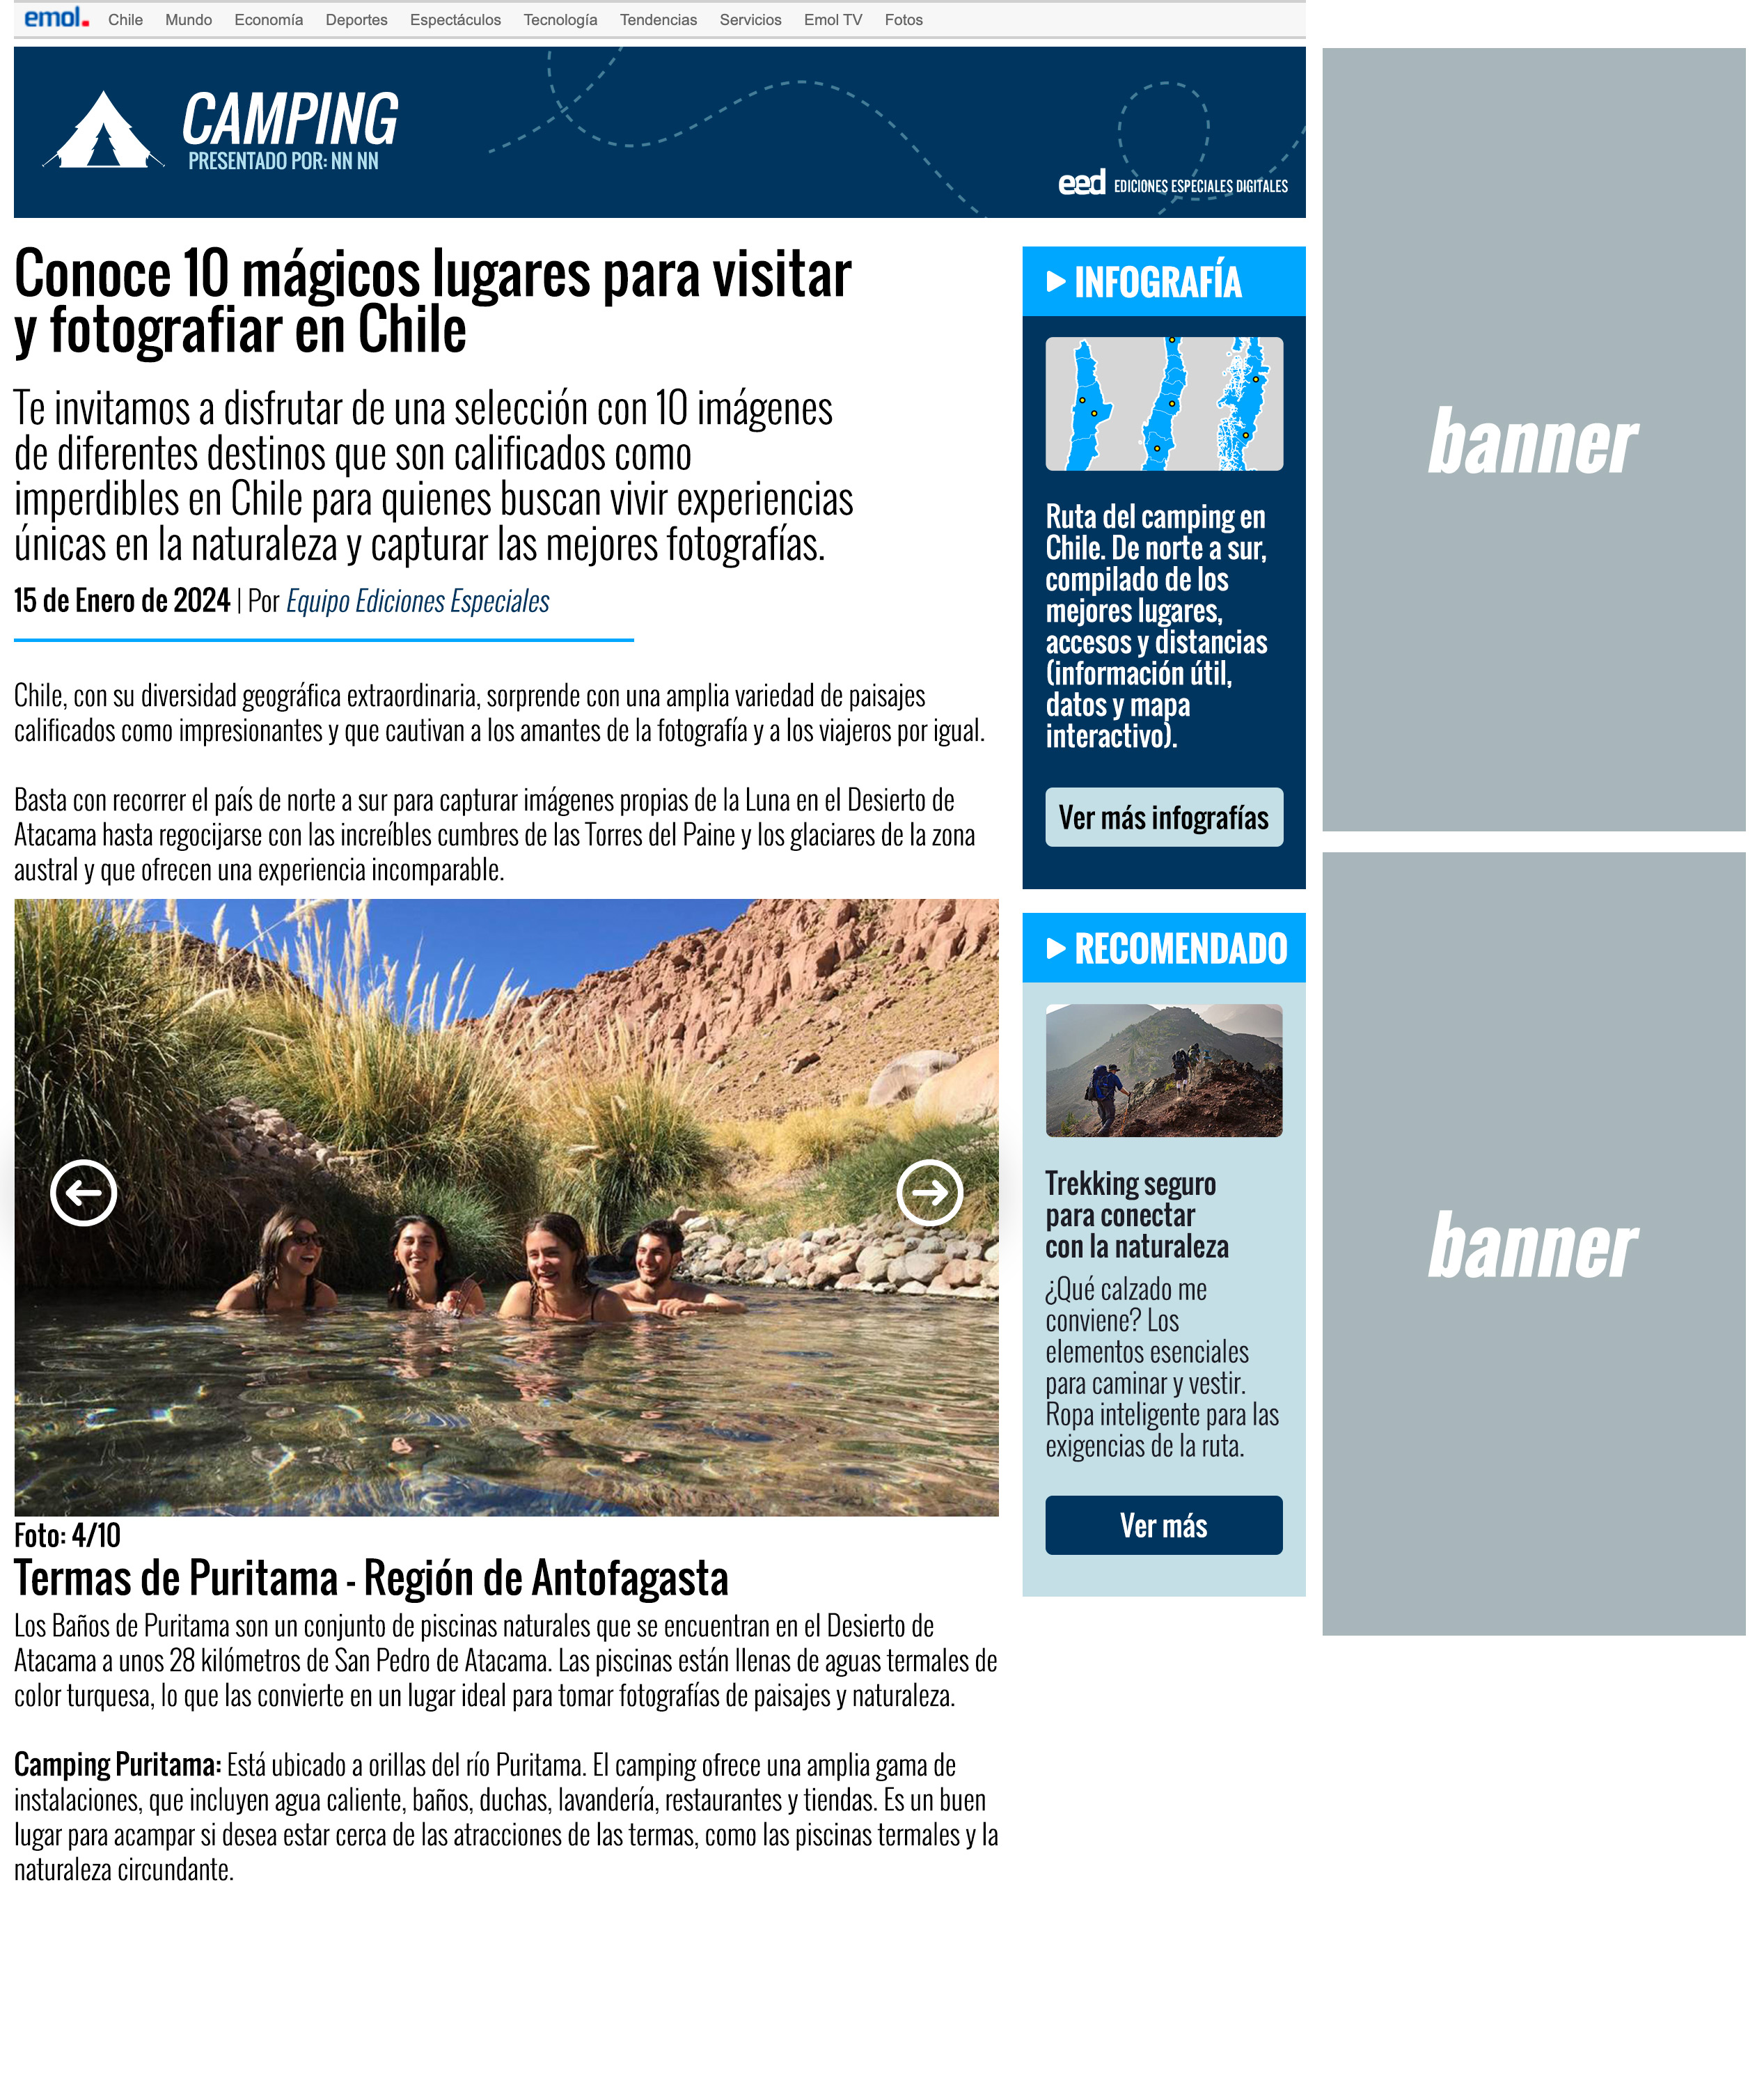 emol.
Chile Mundo Economía Deportes Espectáculos Tecnología Tendencias Servicios Emol TV Fotos
CAMPING
PRESENTADO POR: NN NN
eed EDICIONES ESPECIALES DIGITALES
Conoce 10 mágicos lugares para visitar
y fotografiar en Chile
Te invitamos a disfrutar de una selección con 10 imágenes
de diferentes destinos que son calificados como
imperdibles en Chile para quienes buscan vivir experiencias
únicas en la naturaleza y capturar las mejores fotografías.
15 de Enero de 2024 | Por Equipo Ediciones Especiales
Chile, con su diversidad geográfica extraordinaria, sorprende con una amplia variedad de paisajes
calificados como impresionantes y que cautivan a los amantes de la fotografía y a los viajeros por igual.
Basta con recorrer el país de norte a sur para capturar imágenes propias de la Luna en el Desierto de
Atacama hasta regocijarse con las increíbles cumbres de las Torres del Paine y los glaciares de la zona
austral y que ofrecen una experiencia incomparable.
Foto: 4/10
Termas de Puritama - Región de Antofagasta
Los Baños de Puritama son un conjunto de piscinas naturales que se encuentran en el Desierto de
Atacama a unos 28 kilómetros de San Pedro de Atacama. Las piscinas están llenas de aguas termales de
color turquesa, lo que las convierte en un lugar ideal para tomar fotografías de paisajes y naturaleza.
Camping Puritama: Está ubicado a orillas del río Puritama. El camping ofrece una amplia gama de
instalaciones, que incluyen agua caliente, baños, duchas, lavandería, restaurantes y tiendas. Es un buen
lugar para acampar si desea estar cerca de las atracciones de las termas, como las piscinas termales y la
naturaleza circundante.
INFOGRAFÍA
Ruta del camping en
Chile. De norte a sur,
compilado de los
mejores lugares,
accesos y distancias
(información útil,
datos y mapa
interactivo).
Ver más infografías
RECOMENDADO
Trekking seguro
para conectar
con la naturaleza
¿Qué calzado me
conviene? Los
elementos esenciales
para caminar y vestir.
Ropa inteligente para las
exigencias de la ruta.
Ver más
banner
banner